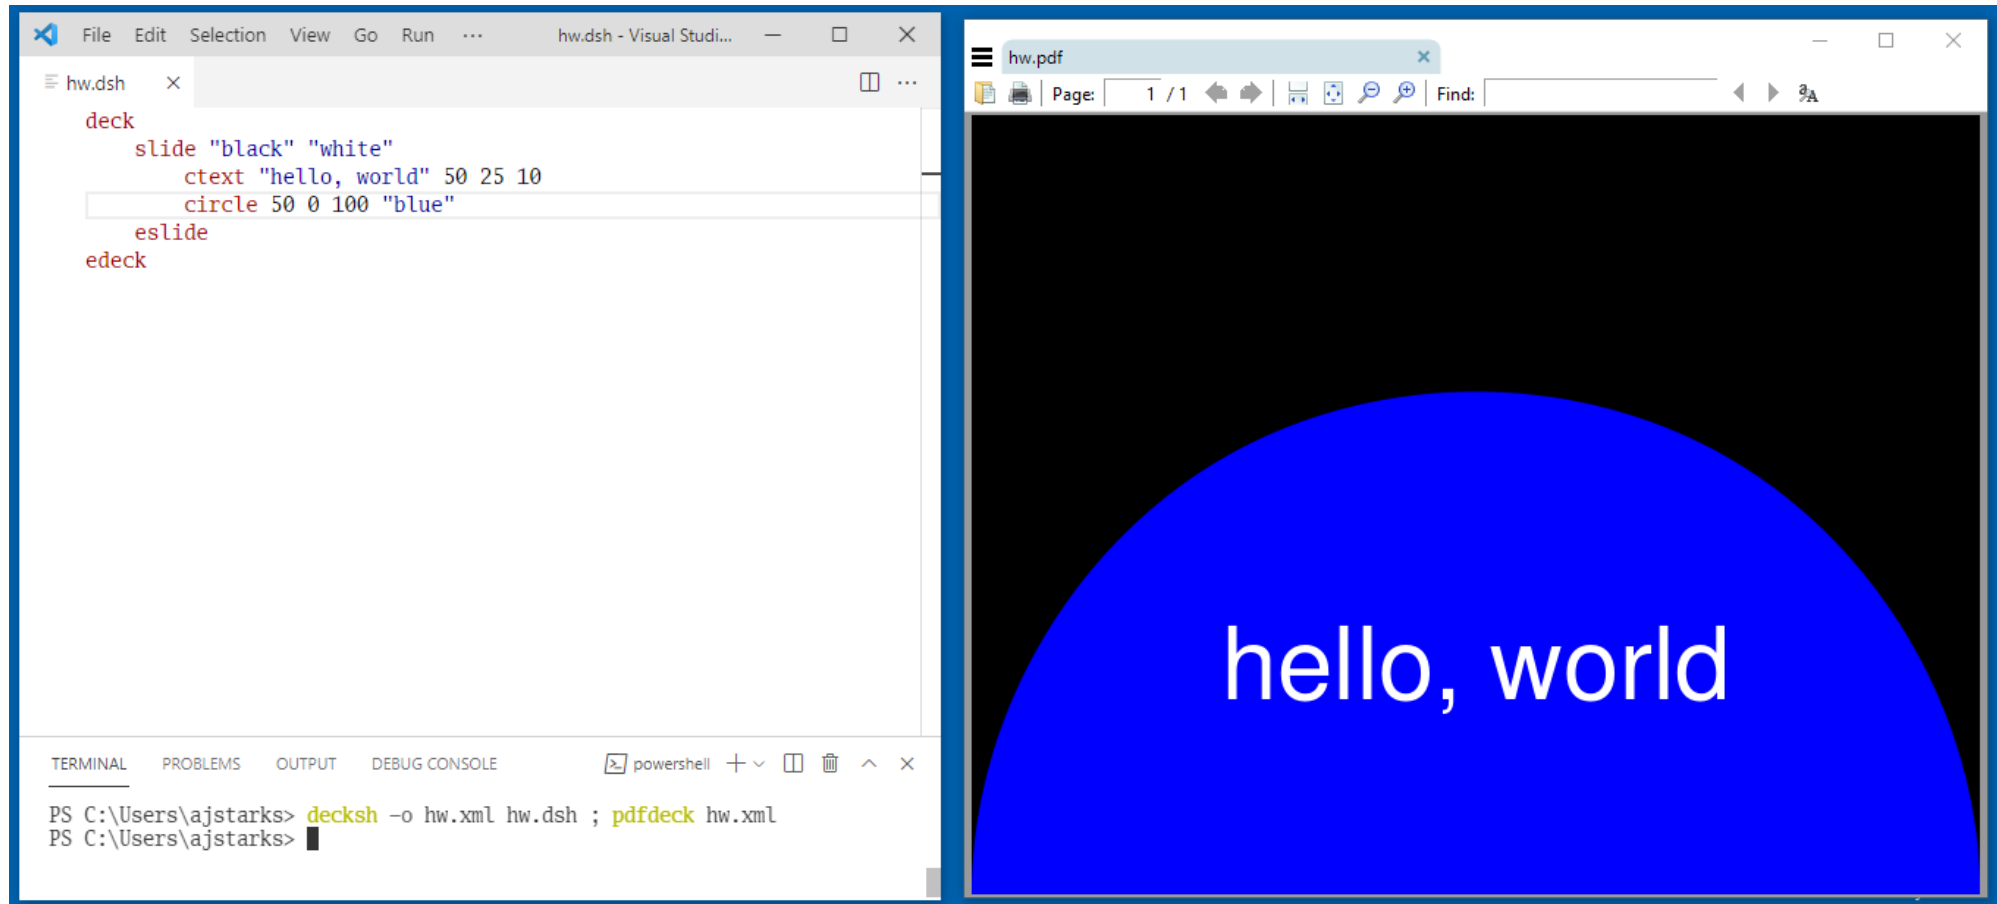 File Edit Selection View Go Run ··· hw.dsh - Visual Studi...
hw.dsh
deck
slide "black" "white"
ctext "hello, world" 50 25 10
circle 50 0 100 "blue"
eslide
edeck
TERMINAL PROBLEMS OUTPUT DEBUG CONSOLE powershell
PS C:\Users\ajstarks> decksh -o hw.xml hw.dsh ; pdfdeck hw.xml
PS C:\Users\ajstarks>
hw.pdf
Page: 1 / 1 Find:
hello, world